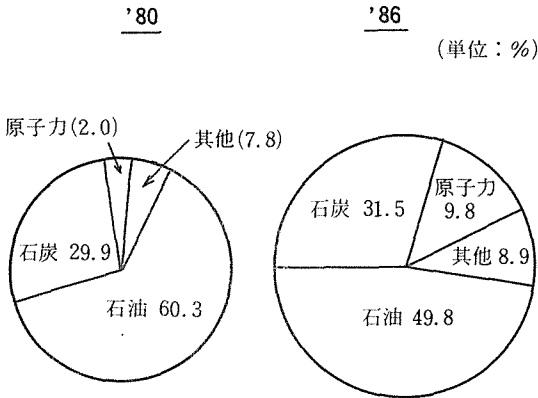 '80
'86
(単位：%)
原子力(2.0)
其他(7.8)
石炭 29.9
石油 60.3
石炭 31.5
原子力
9.8
其他 8.9
石油 49.8